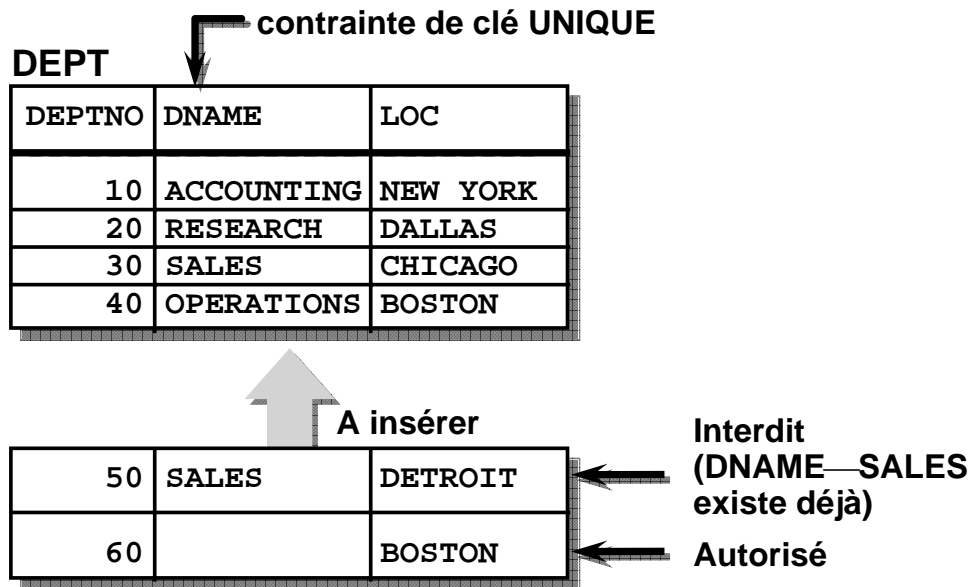 contrainte de clé UNIQUE
DEPT
DEPTNO DNAME LOC
10 ACCOUNTING NEW YORK
20 RESEARCH DALLAS
30 SALES CHICAGO
40 OPERATIONS BOSTON
A insérer
50 SALES DETROIT
60 BOSTON
Interdit
(DNAME—SALES
existe déjà)
Autorisé